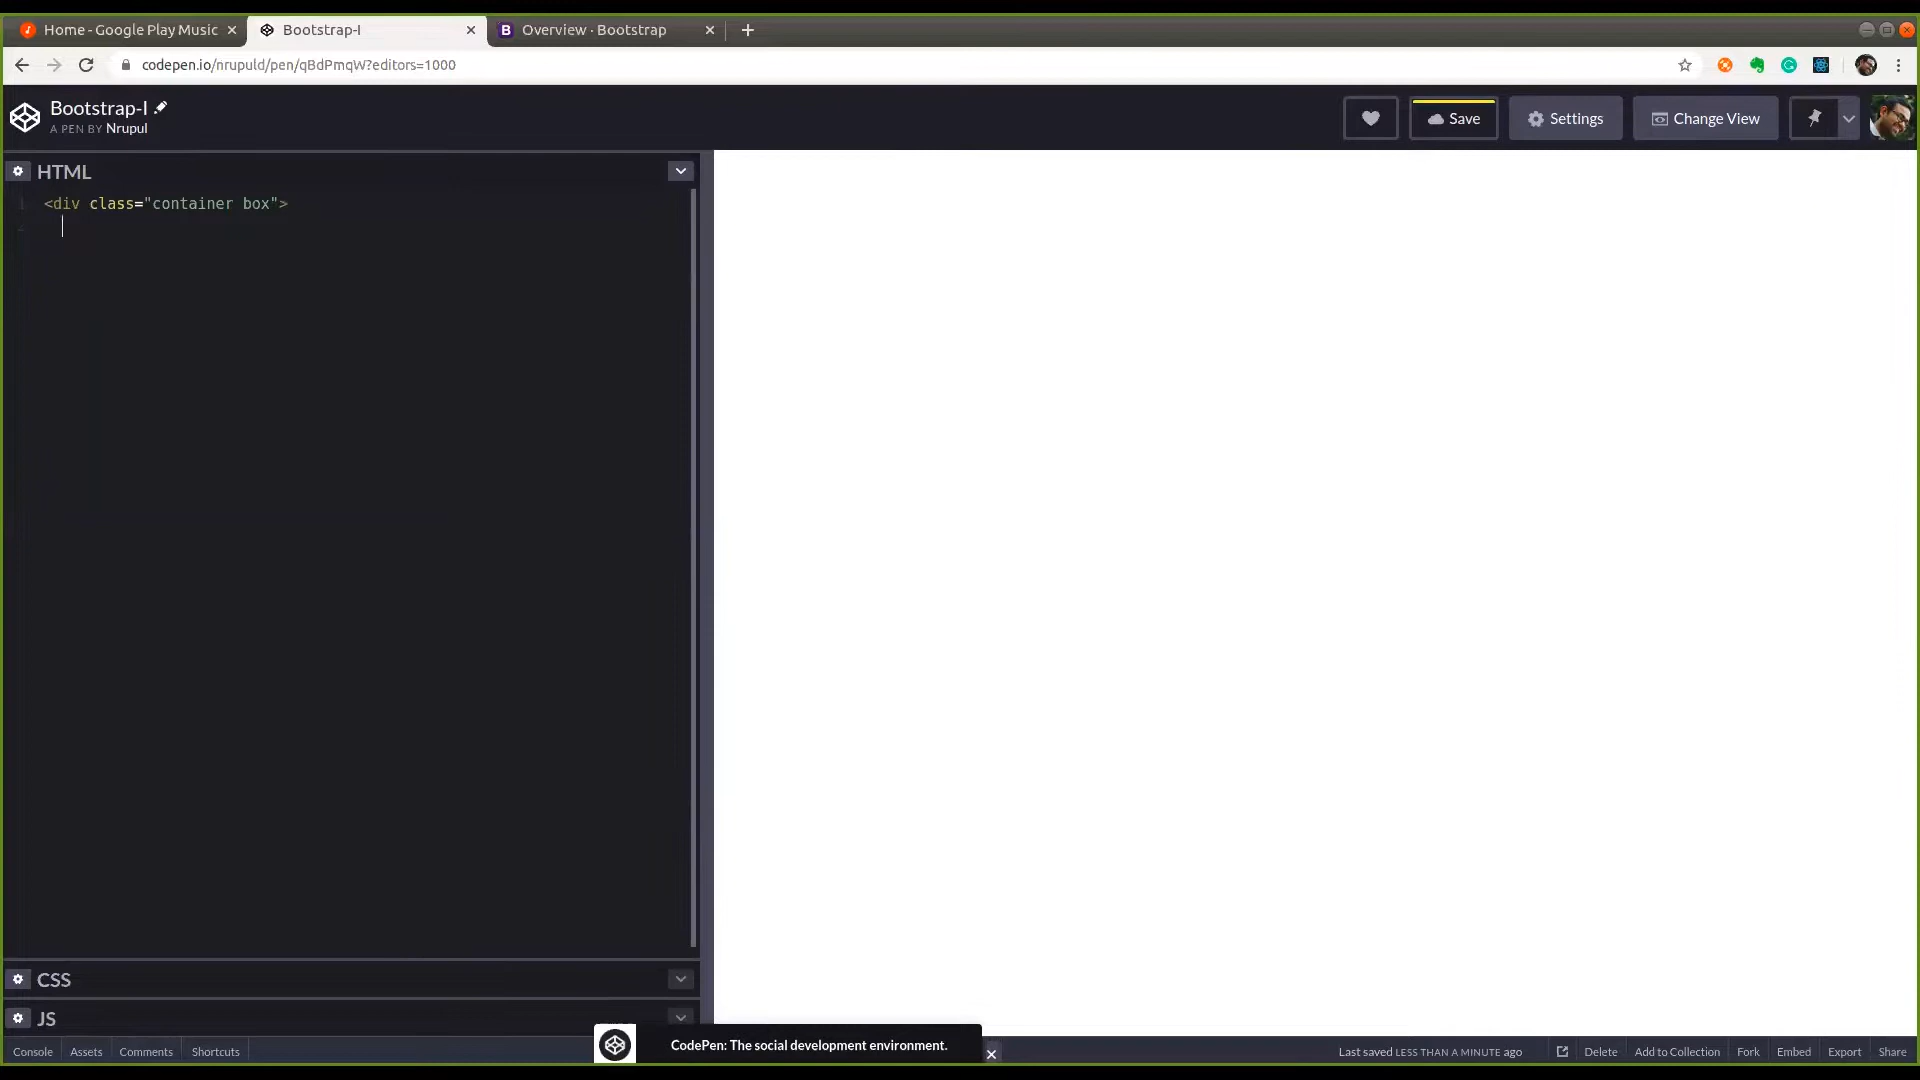 Home - Google Play Music
Bootstrap-I
Overview · Bootstrap
codepen.io/nrupuld/pen/qBdPmqW?editors=1000
Bootstrap-I
A PEN BY Nrupul
Save
Settings
Change View
HTML
1 <div class="container box">
2
CSS
JS
CodePen: The social development environment.
Console
Assets
Comments
Shortcuts
Last saved LESS THAN A MINUTE ago
Delete
Add to Collection
Fork
Embed
Export
Share